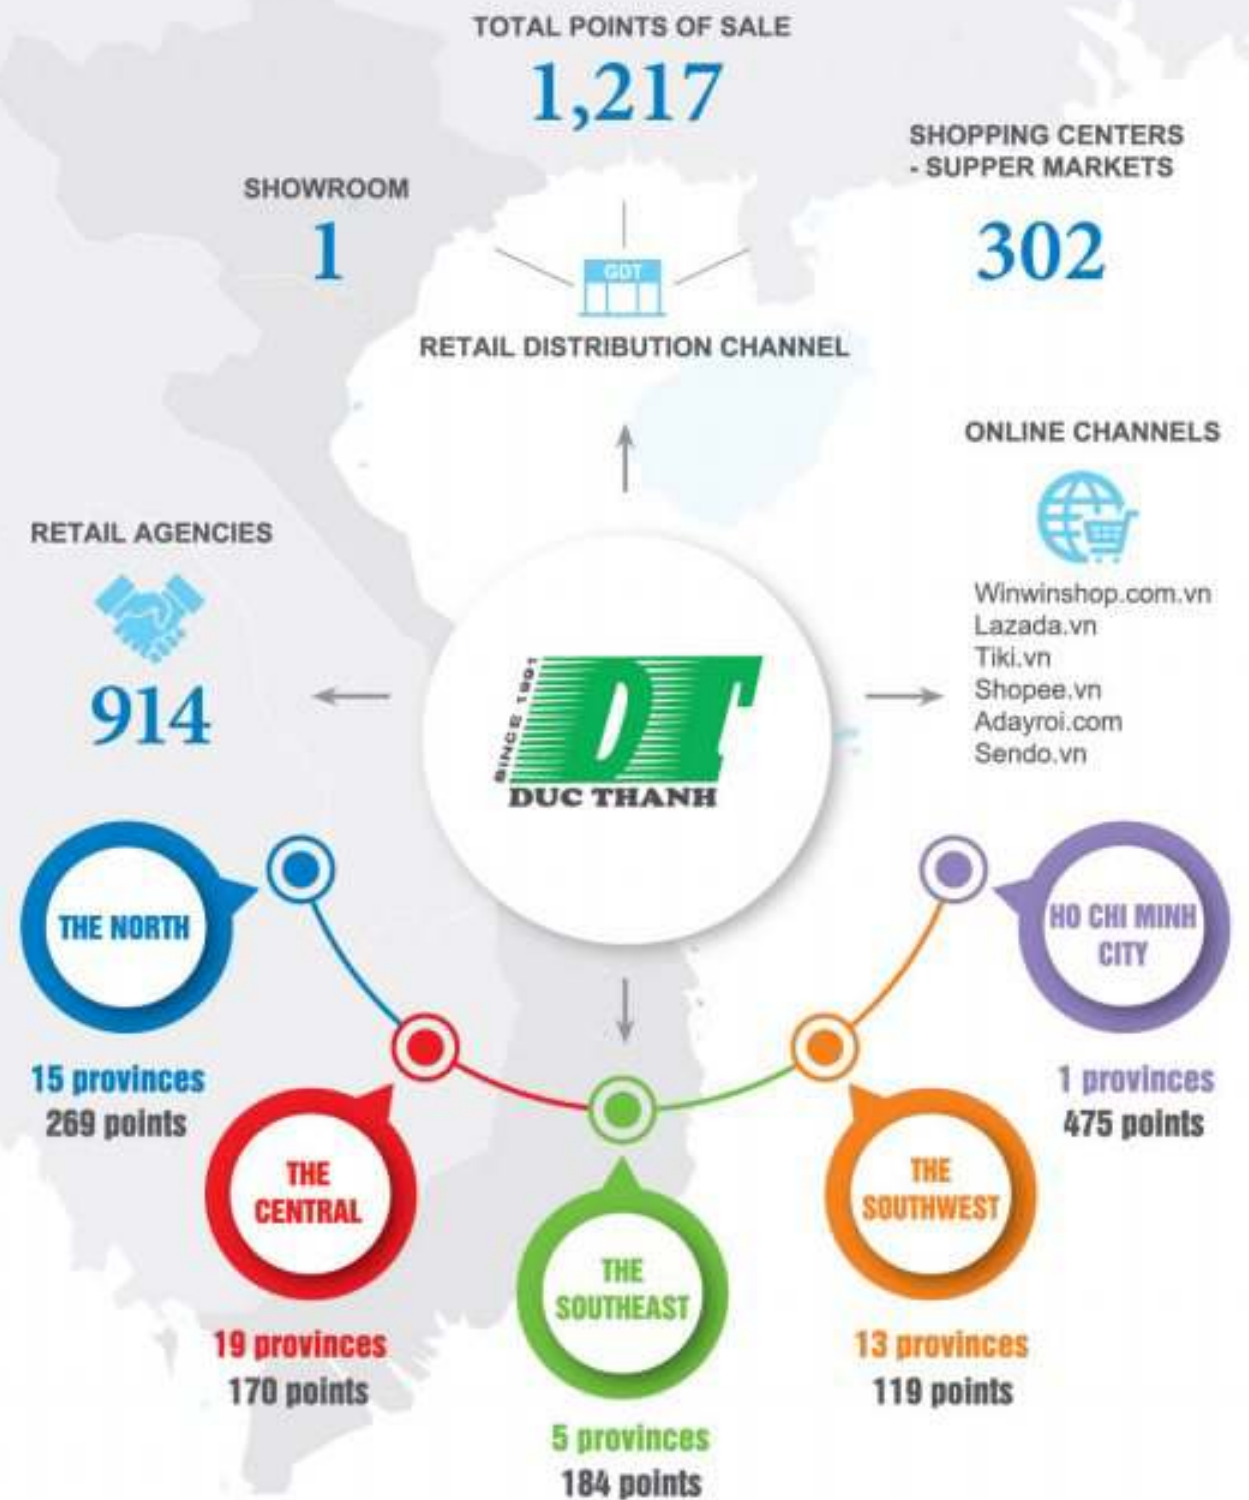 TOTAL POINTS OF SALE
1,217
SHOWROOM
1
SHOPPING CENTERS
- SUPPER MARKETS
302
GDT
RETAIL DISTRIBUTION CHANNEL
ONLINE CHANNELS
Winwinshop.com.vn
Lazada.vn
Tiki.vn
Shopee.vn
Adayroi.com
Sendo.vn
RETAIL AGENCIES
914
SINCE 1991
DT
DUC THANH
THE NORTH
15 provinces
269 points
THE
CENTRAL
19 provinces
170 points
THE
SOUTHEAST
5 provinces
184 points
THE
SOUTHWEST
13 provinces
119 points
HO CHI MINH
CITY
1 provinces
475 points